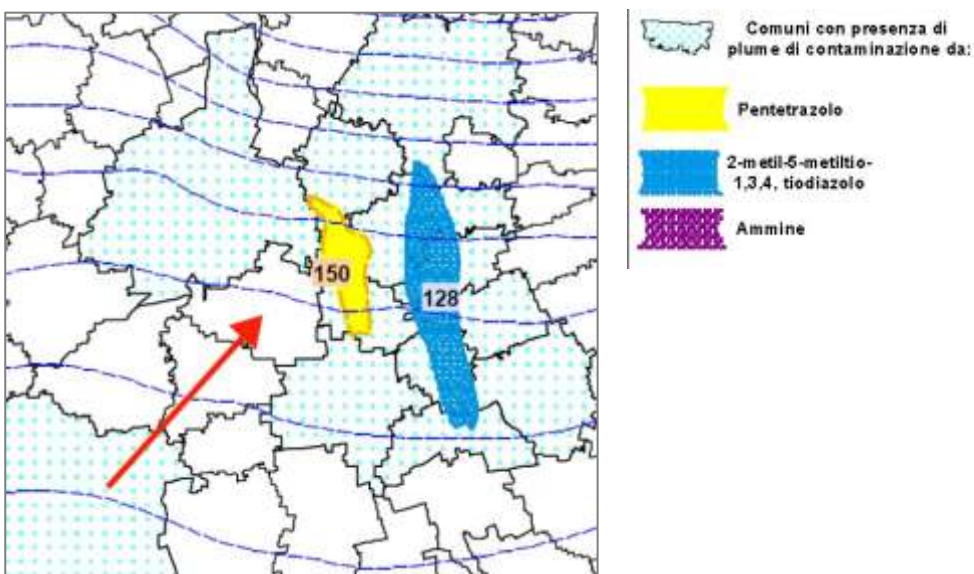 150
128
Comuni con presenza di
plume di contaminazione da:
Pentetrazolo
2-metil-5-metiltio-
1,3,4, tiodiazolo
Ammine